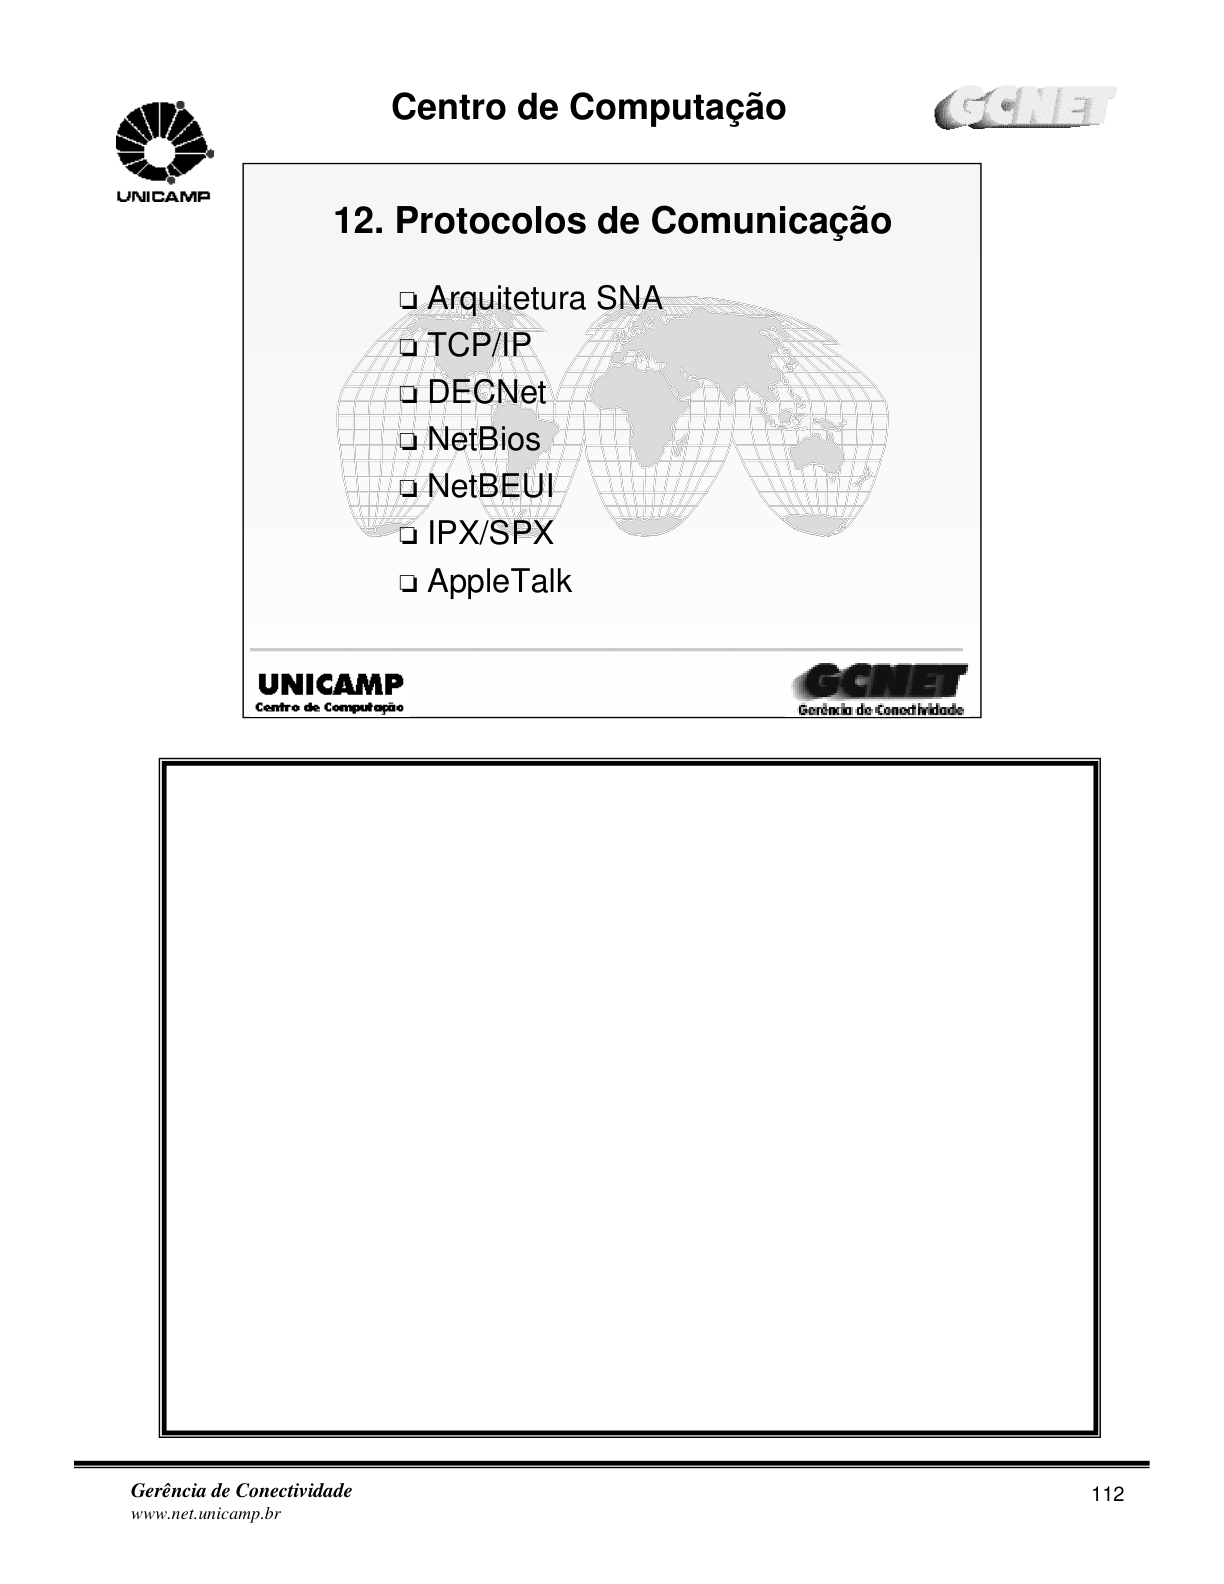 Centro de Computação
GCNET
UNICAMP
12. Protocolos de Comunicação
❏ Arquitetura SNA
❏ TCP/IP
❏ DECNet
❏ NetBios
❏ NetBEUI
❏ IPX/SPX
❏ AppleTalk
UNICAMP
Centro de Computação
GCNET
Gerência de Conectividade
Gerência de Conectividade
www.net.unicamp.br
112